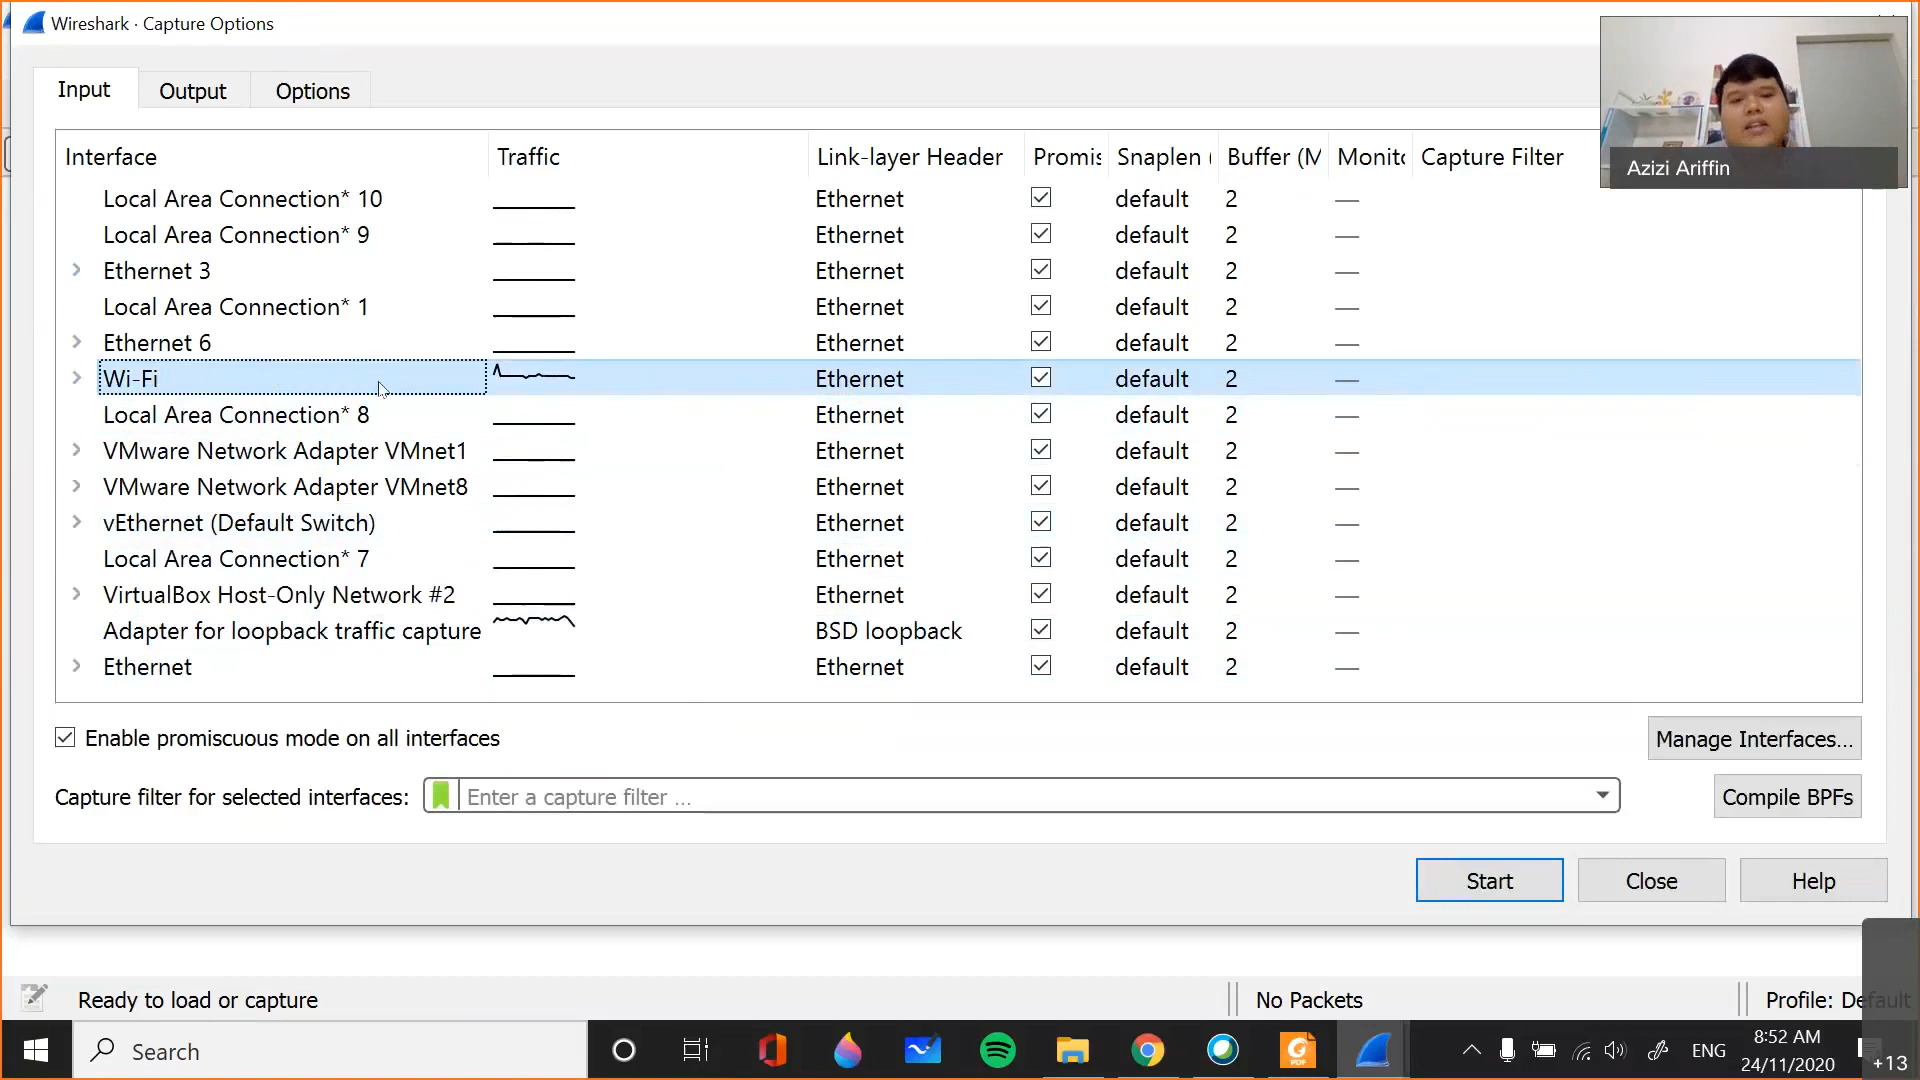 Wireshark · Capture Options
Input Output Options
Interface Traffic Link-layer Header Promis Snaplen ( Buffer (M Monito Capture Filter
Azizi Ariffin
Local Area Connection* 10 Ethernet default 2 —
Local Area Connection* 9 Ethernet default 2 —
Ethernet 3 Ethernet default 2 —
Local Area Connection* 1 Ethernet default 2 —
Ethernet 6 Ethernet default 2 —
Wi-Fi Ethernet default 2 —
Local Area Connection* 8 Ethernet default 2 —
VMware Network Adapter VMnet1 Ethernet default 2 —
VMware Network Adapter VMnet8 Ethernet default 2 —
vEthernet (Default Switch) Ethernet default 2 —
Local Area Connection* 7 Ethernet default 2 —
VirtualBox Host-Only Network #2 Ethernet default 2 —
Adapter for loopback traffic capture BSD loopback default 2 —
Ethernet Ethernet default 2 —
Enable promiscuous mode on all interfaces Manage Interfaces...
Capture filter for selected interfaces: Enter a capture filter ... Compile BPFs
Start Close Help
Ready to load or capture No Packets Profile: Default
Search PDF ENG 8:52 AM
24/11/2020 +13